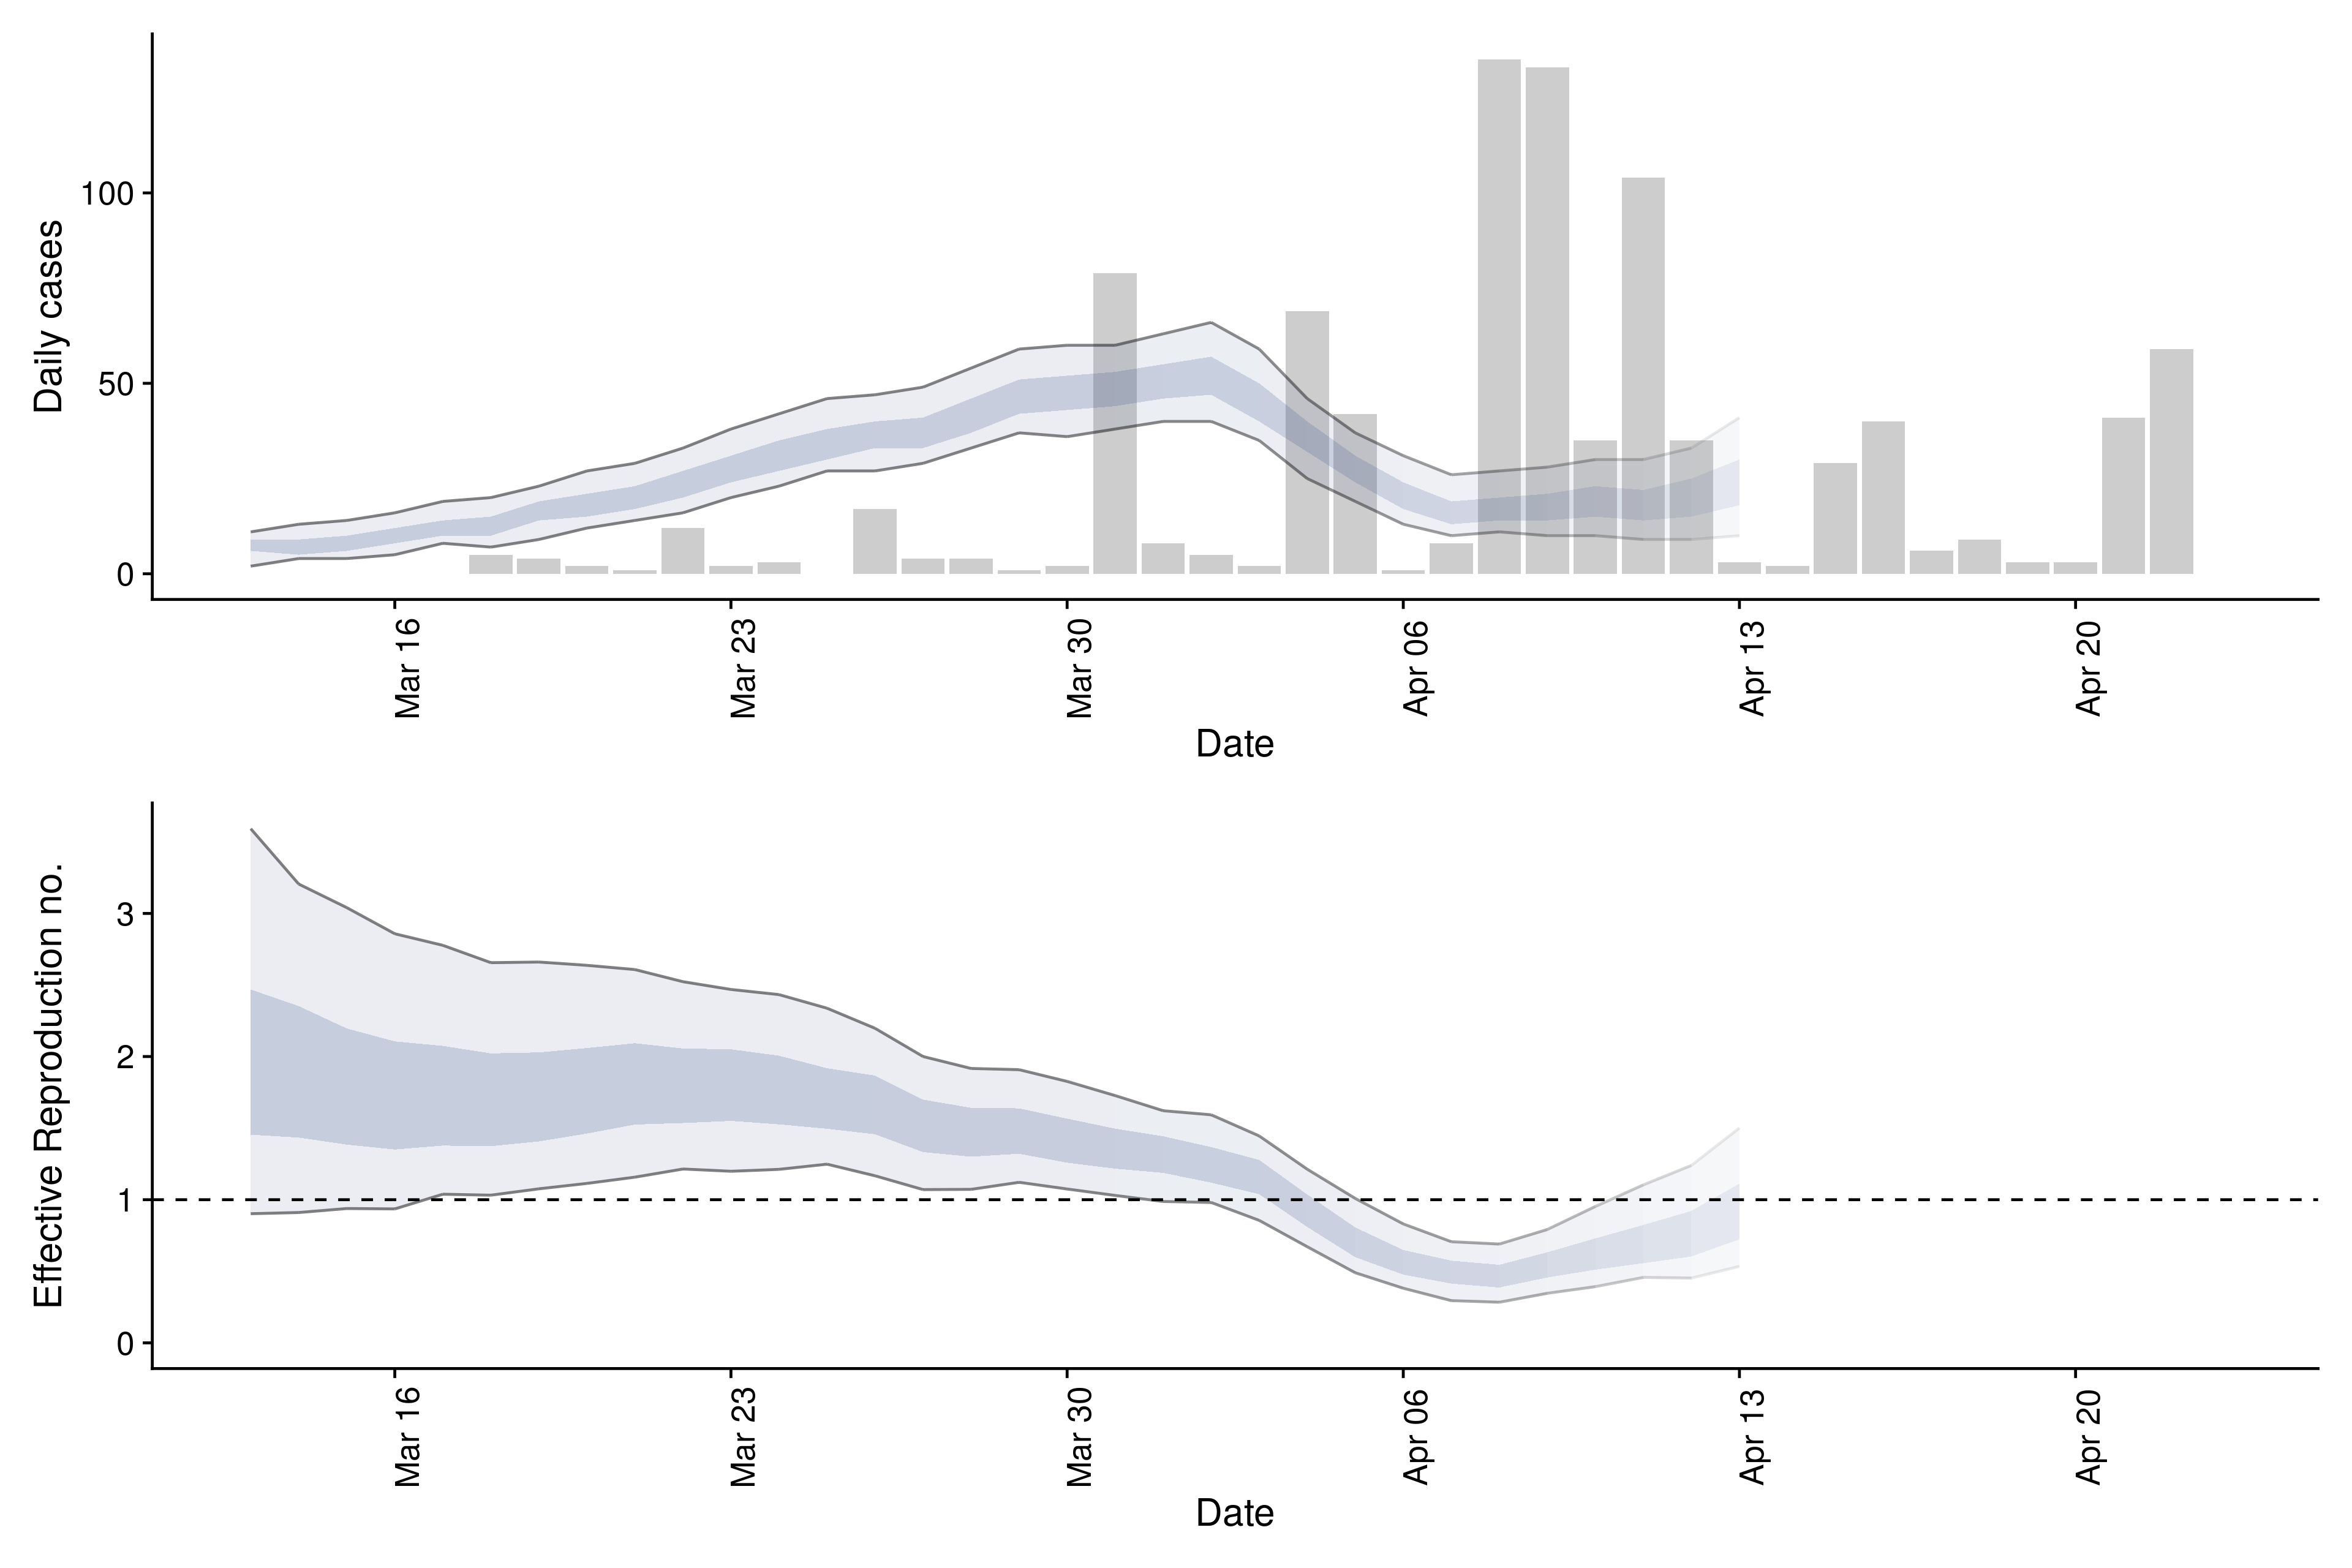 Daily cases
100
50
0
Mar 16
Mar 23
Mar 30
Apr 06
Apr 13
Apr 20
Date
Effective Reproduction no.
3
2
1
0
Mar 16
Mar 23
Mar 30
Apr 06
Apr 13
Apr 20
Date